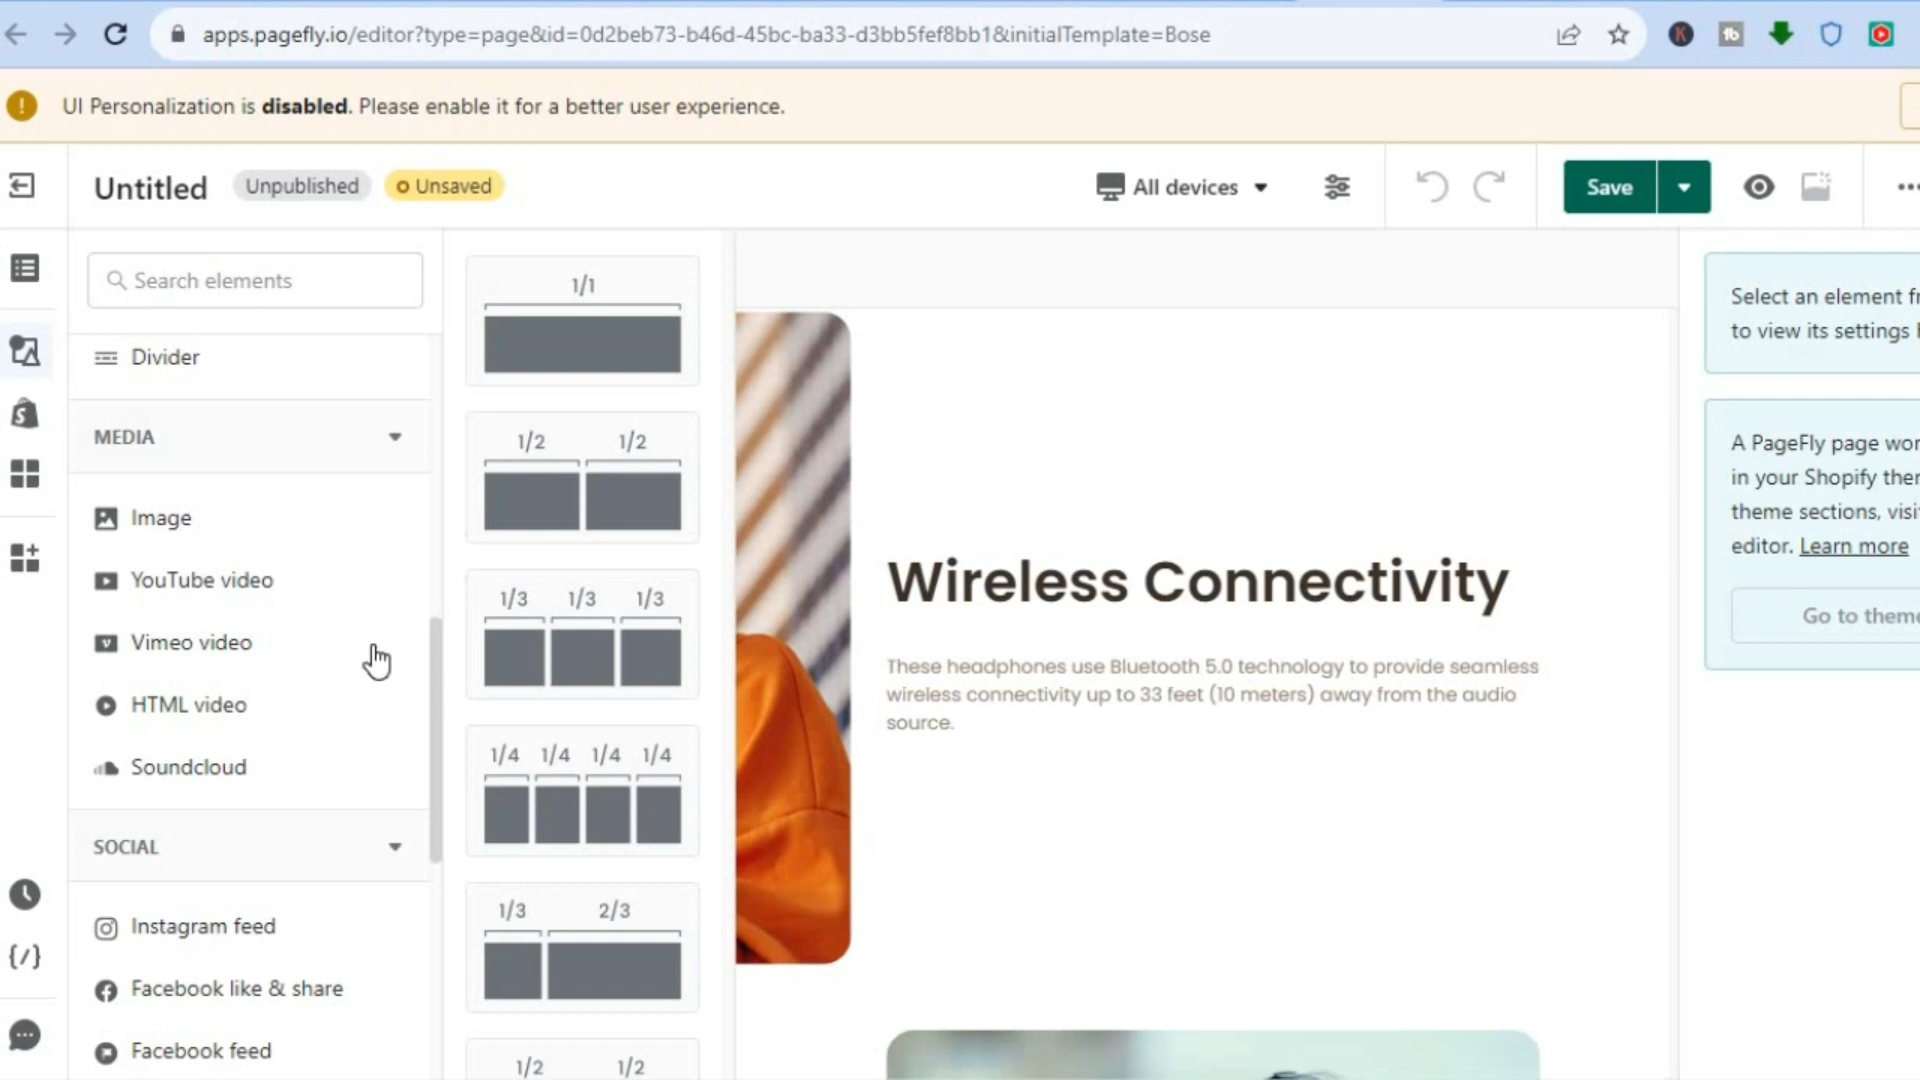 apps.pagefly.io/editor?type=page&id=0d2beb73-b46d-45bc-ba33-d3bb5fef8bb1&initialTemplate=Bose
UI Personalization is disabled. Please enable it for a better user experience.
Untitled
Unpublished
Unsaved
All devices
Save
Search elements
Divider
MEDIA
Image
YouTube video
Vimeo video
HTML video
Soundcloud
SOCIAL
Instagram feed
Facebook like & share
Facebook feed
1/1
1/2 1/2
1/3 1/3 1/3
1/4 1/4 1/4 1/4
1/3 2/3
1/2 1/2
Wireless Connectivity
These headphones use Bluetooth 5.0 technology to provide seamless
wireless connectivity up to 33 feet (10 meters) away from the audio
source.
Select an element
to view its settings
A PageFly page
in your Shopify
theme sections,
editor. Learn more
Go to theme